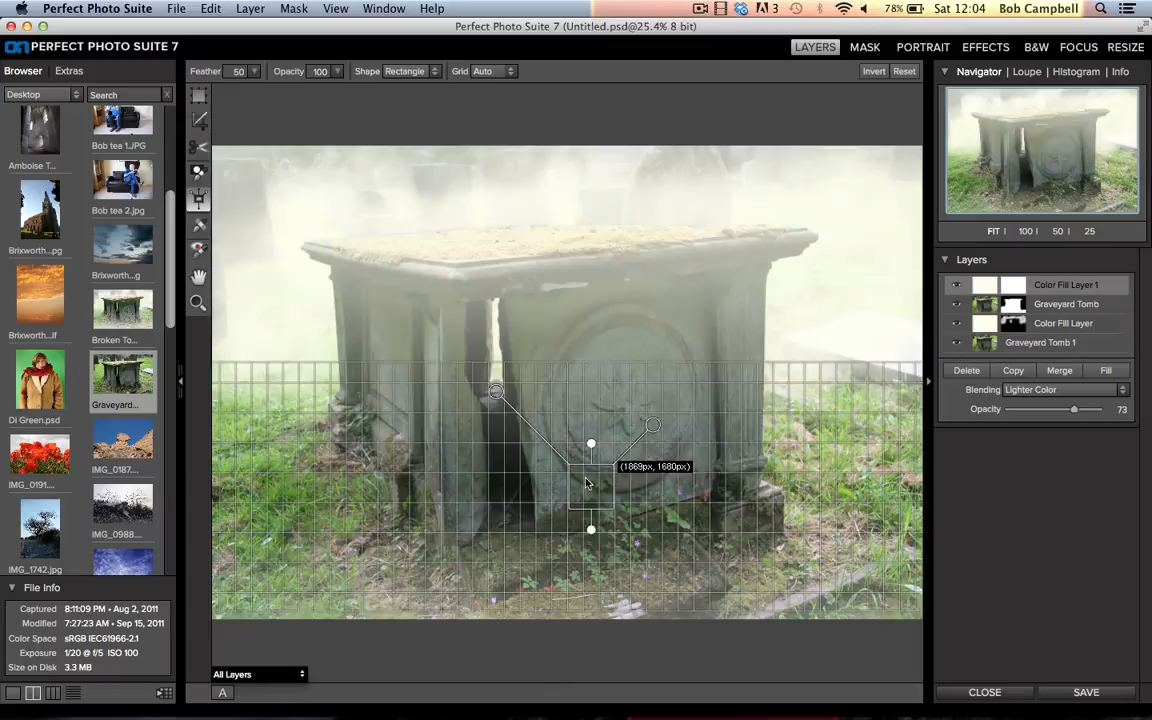 Perfect Photo Suite File Edit Layer Mask View Window Help 3 78% Sat 12:04 Bob Campbell
PERFECT PHOTO SUITE 7 (Untitled.psd@25.4% 8 bit)
on PERFECT PHOTO SUITE 7 LAYERS MASK PORTRAIT EFFECTS B&W FOCUS RESIZE
Browser Extras Feather 50 Opacity 100 Shape Rectangle Grid Auto Invert Reset Navigator Loupe Histogram Info
Desktop Search X
Bob tea 1.JPG
Amboise T...
Bob tea 2.jpg
FIT 100 50 25
Brixworth...pg
Layers
Brixworth...g
Color Fill Layer 1
Graveyard Tomb
Color Fill Layer
Brixworth...lf
Broken To...
Graveyard Tomb 1
Delete Copy Merge Fill
Blending Lighter Color
Graveyard...
Opacity 73
Di Green.psd
(1869px, 1680px)
IMG_0187...
IMG_0191...
IMG_0988...
IMG_1742.jpg
File Info
Captured 8:11:09 PM • Aug 2, 2011
Modified 7:27:23 AM • Sep 15, 2011
Color Space sRGB IEC61966-2.1
Exposure 1/20 @ f/5 ISO 100
Size on Disk 3.3 MB
All Layers
A
CLOSE SAVE